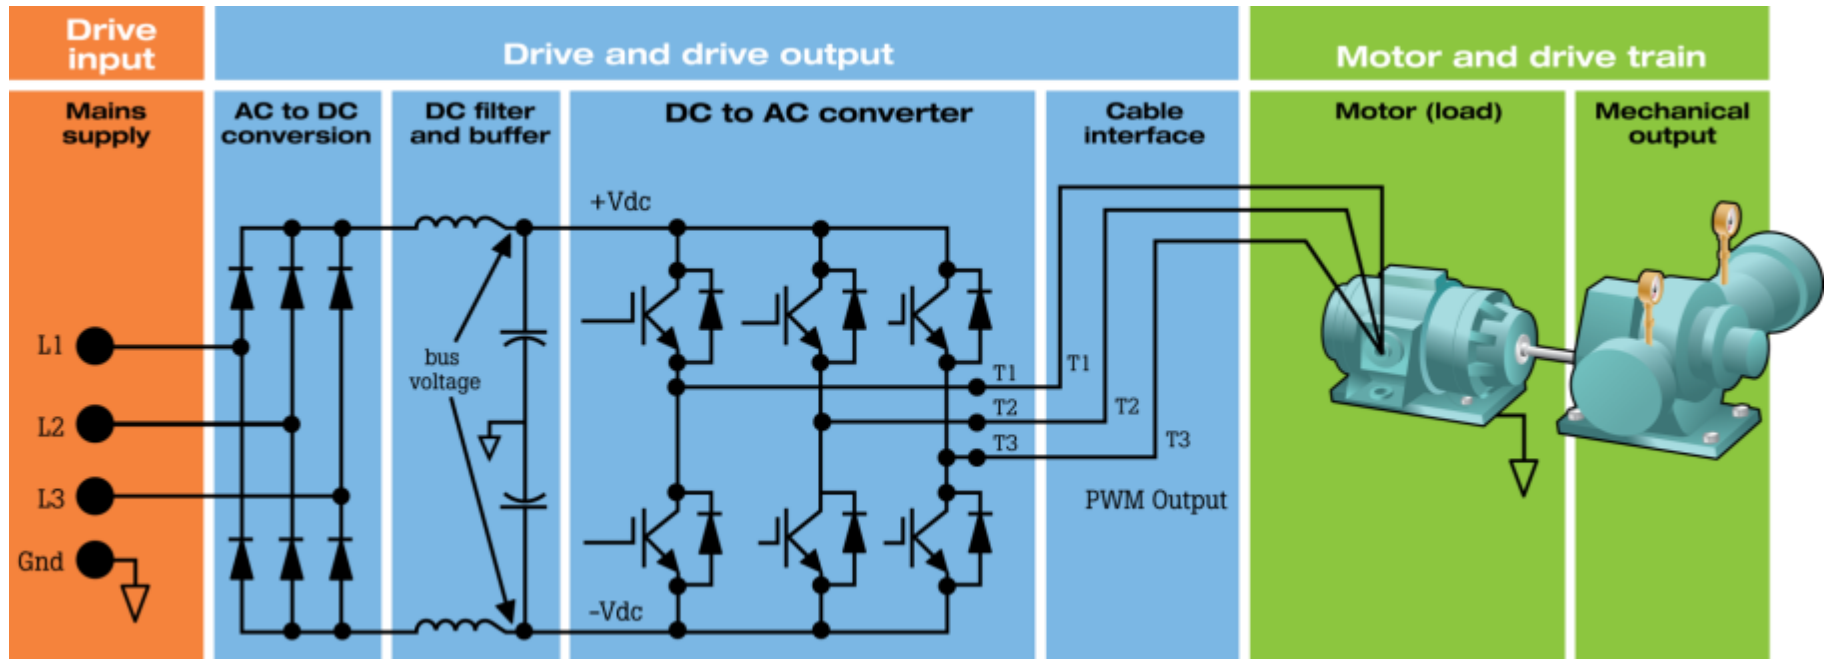 Drive
input
Drive and drive output
Motor and drive train
Mains
supply
AC to DC
conversion
DC filter
and buffer
DC to AC converter
Cable
interface
Motor (load)
Mechanical
output
L1
L2
L3
Gnd
bus
voltage
+Vdc
–Vdc
T1
T2
T3
T1
T2
T3
PWM Output